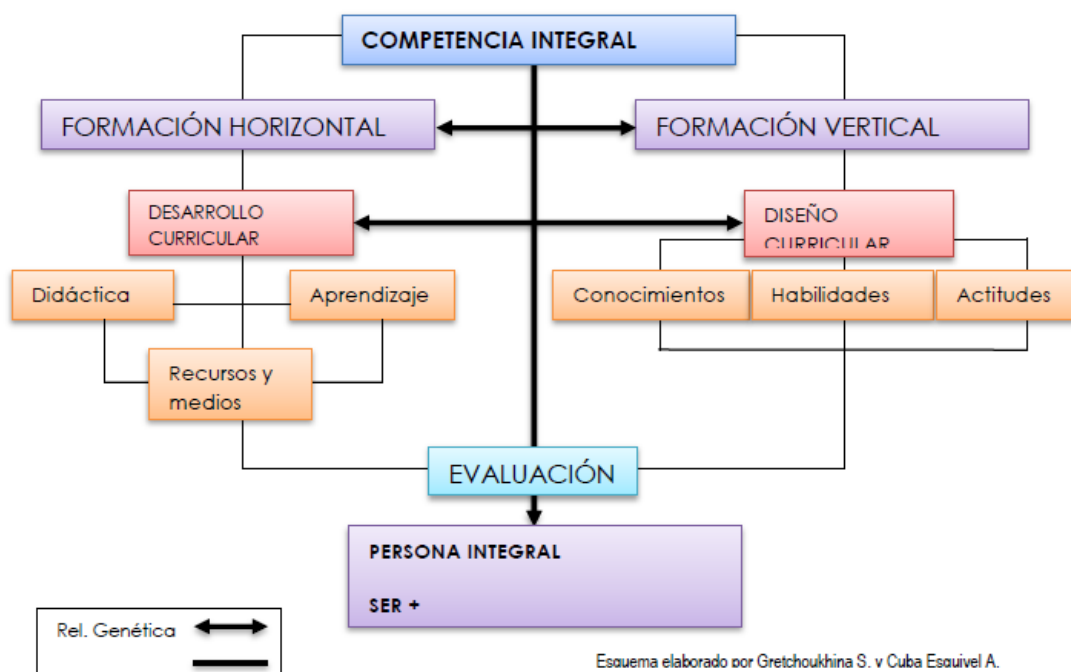 COMPETENCIA INTEGRAL
FORMACIÓN HORIZONTAL
FORMACIÓN VERTICAL
DESARROLLO
CURRICULAR
DISEÑO
CURRICULAR
Didáctica
Aprendizaje
Conocimientos
Habilidades
Actitudes
Recursos y
medios
EVALUACIÓN
PERSONA INTEGRAL
SER +
Rel. Genética
Esquema elaborado por Gretchoukhina S. y Cuba Esquivel A.